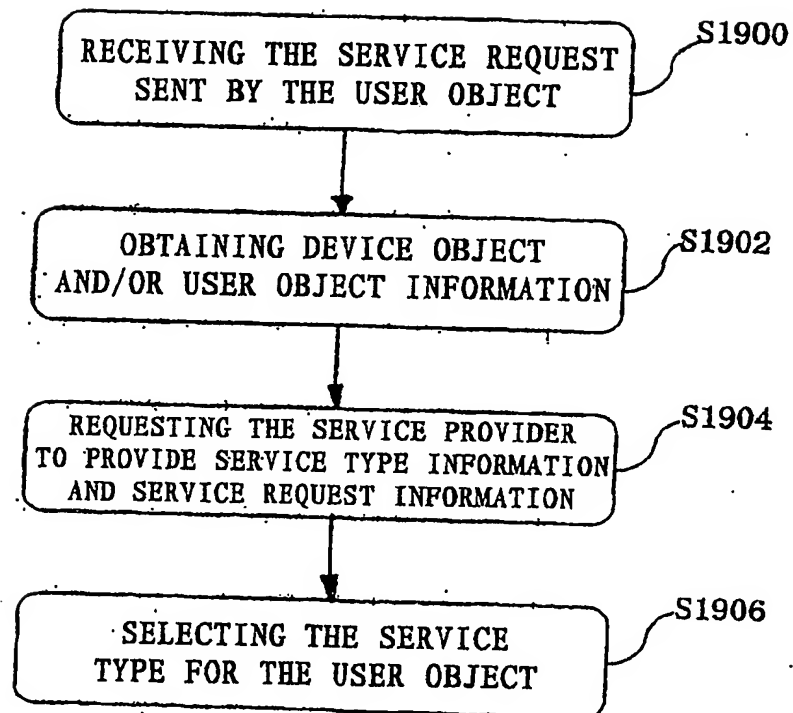 RECEIVING THE SERVICE REQUEST
SENT BY THE USER OBJECT
S1900
OBTAINING DEVICE OBJECT
AND/OR USER OBJECT INFORMATION
S1902
REQUESTING THE SERVICE PROVIDER
TO PROVIDE SERVICE TYPE INFORMATION
AND SERVICE REQUEST INFORMATION
S1904
SELECTING THE SERVICE
TYPE FOR THE USER OBJECT
S1906